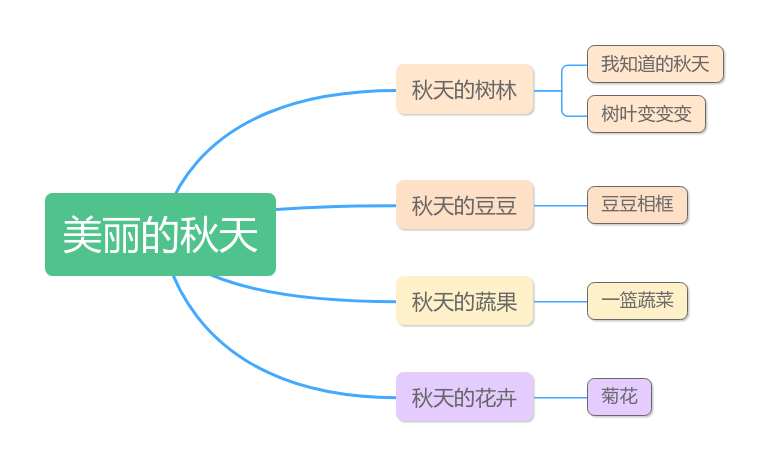 美丽的秋天
秋天的树林
我知道的秋天
树叶变变变
秋天的豆豆
豆豆相框
秋天的蔬果
一篮蔬菜
秋天的花卉
菊花